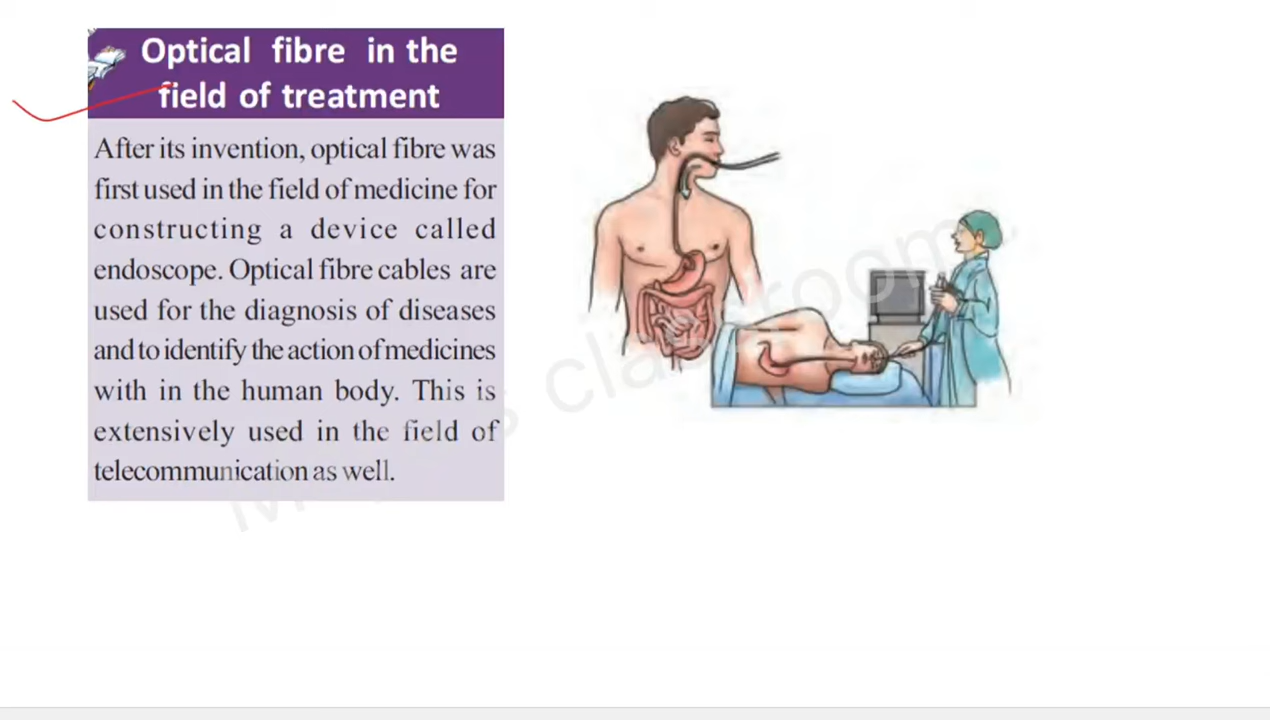 Optical fibre in the
field of treatment
After its invention, optical fibre was
first used in the field of medicine for
constructing a device called
endoscope. Optical fibre cables are
used for the diagnosis of diseases
and to identify the action of medicines
with in the human body. This is
extensively used in the field of
telecommunication as well.
classroom